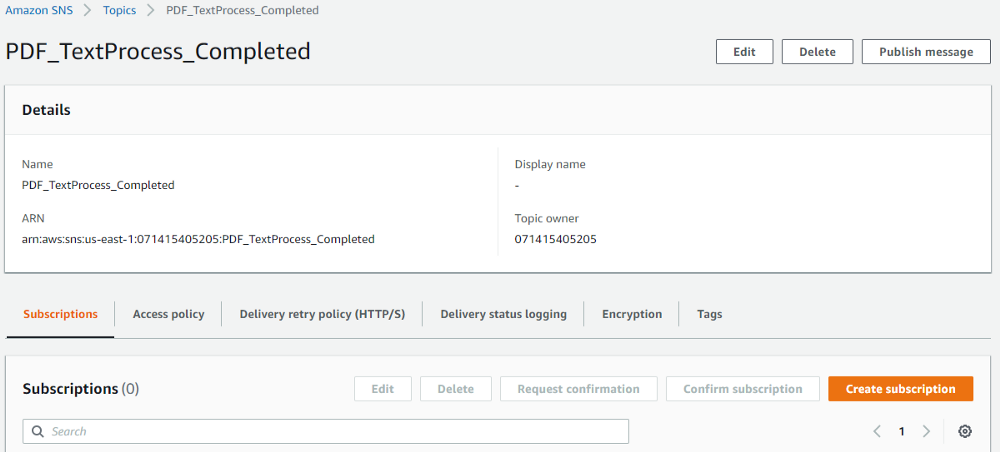 Amazon SNS > Topics > PDF_TextProcess_Completed
PDF_TextProcess_Completed
Edit Delete Publish message
Details
Name Display name
PDF_TextProcess_Completed -
ARN Topic owner
arn:aws:sns:us-east-1:071415405205:PDF_TextProcess_Completed 071415405205
Subscriptions Access policy Delivery retry policy (HTTP/S) Delivery status logging Encryption Tags
Subscriptions (0) Edit Delete Request confirmation Confirm subscription Create subscription
Search < 1 >